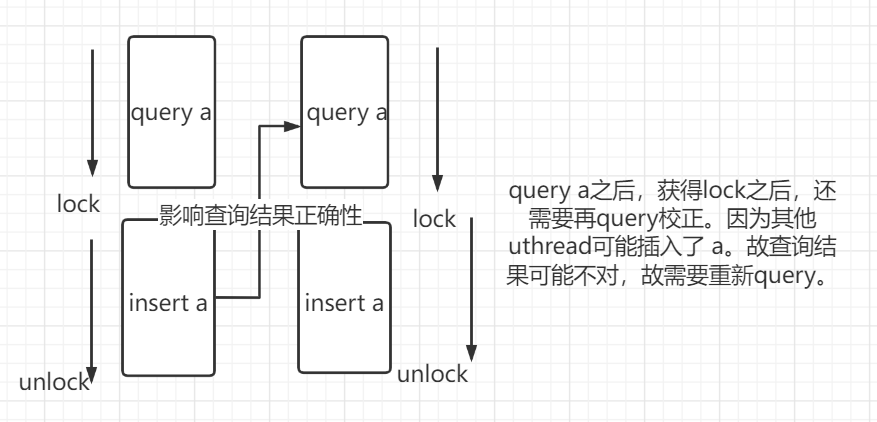 query a
query a
lock
影响查询结果正确性
lock
insert a
insert a
unlock
unlock
query a之后，获得lock之后，还
需要再query校正。因为其他
uthread可能插入了 a。故查询结
果可能不对，故需要重新query。